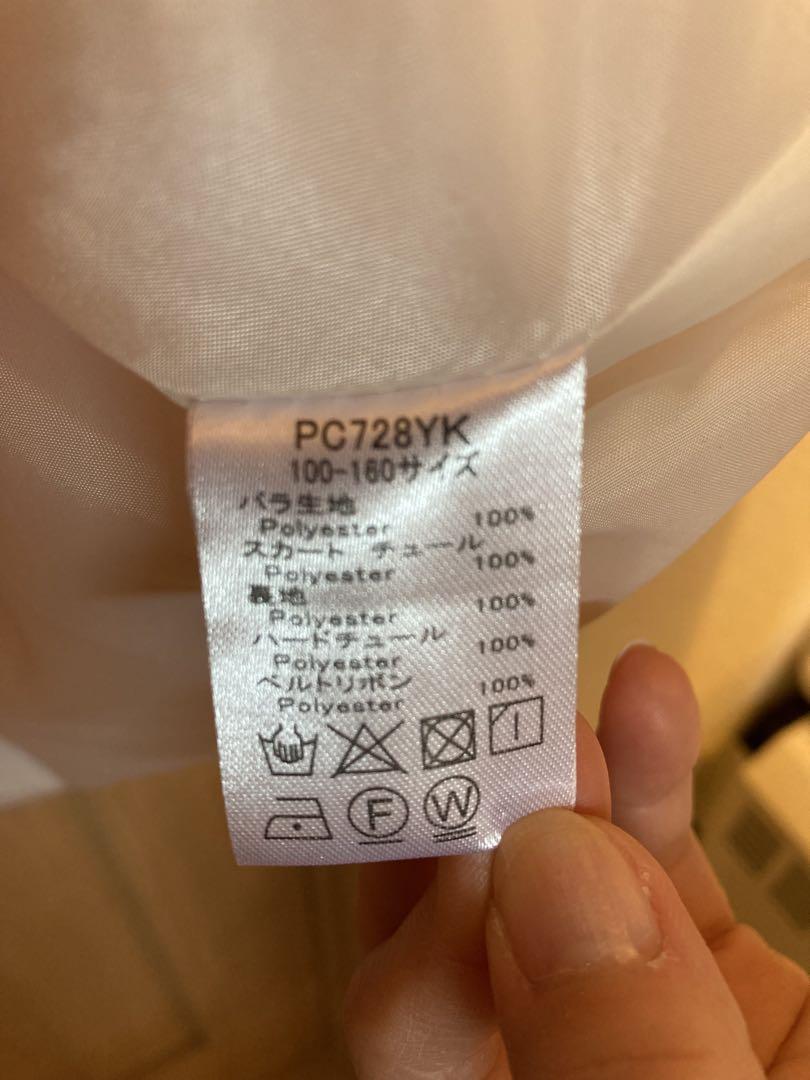 PC728YK
100-160サイズ
バラ生地
Polyester 100%
スカート チュール
Polyester 100%
裏地
Polyester 100%
ハードチュール
Polyester 100%
ベルトリボン
Polyester 100%
F W